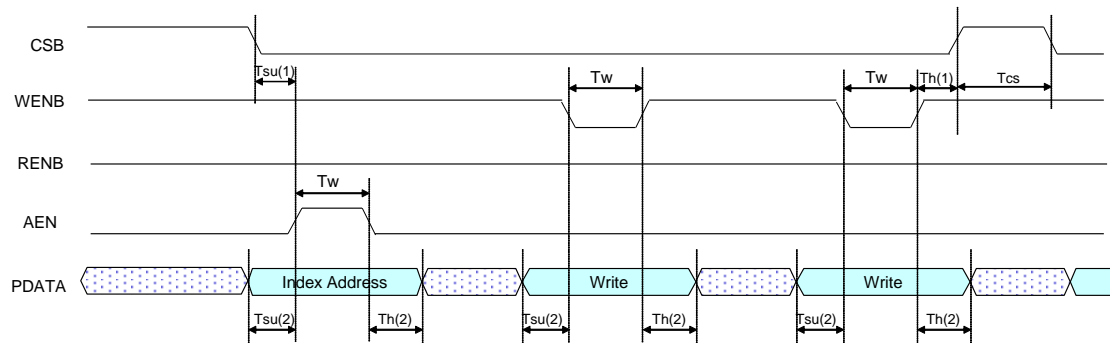 CSB
Tsu(1)
Tw
Tw
Th(1)
Tcs
WENB
RENB
Tw
AEN
PDATA
Index Address
Write
Write
Tsu(2)
Th(2)
Tsu(2)
Th(2)
Tsu(2)
Th(2)